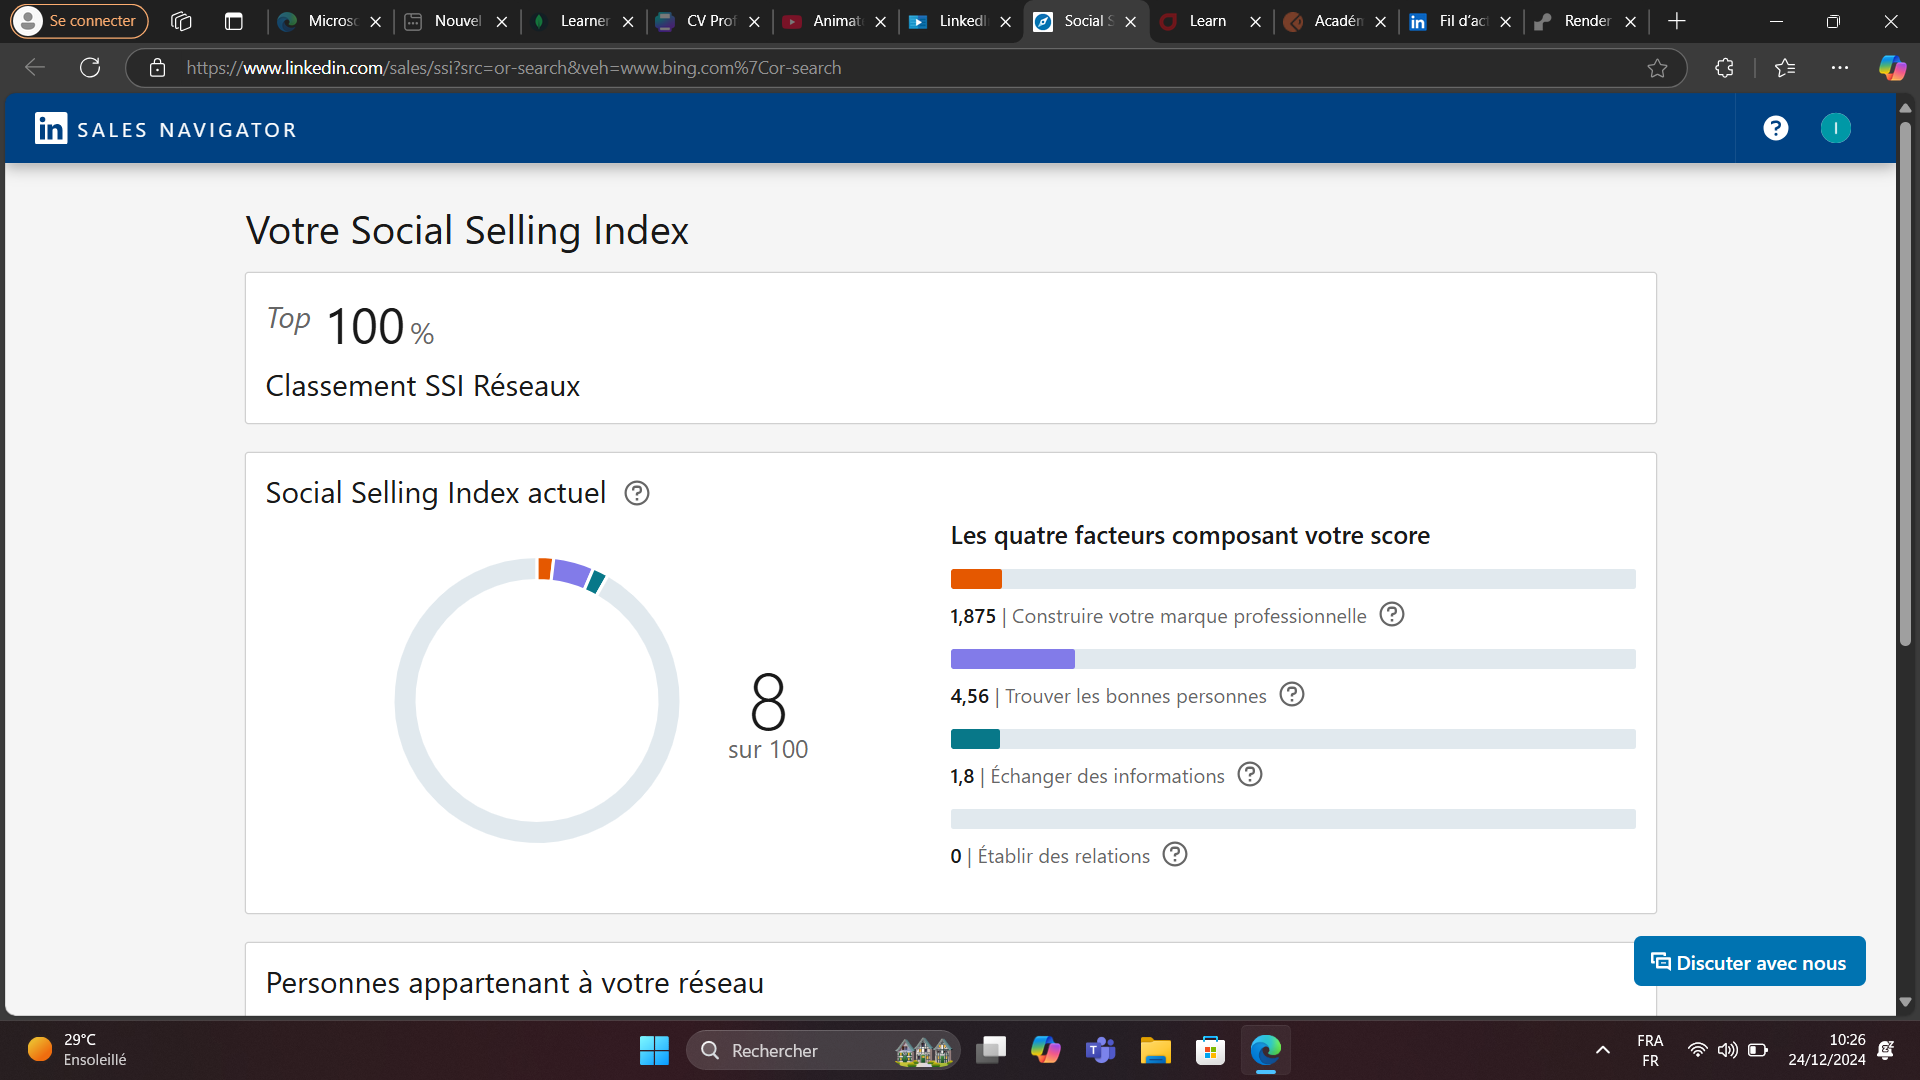 Se connecter
Microso
Nouvel
Learner
CV Prof
Animat
LinkedI
Social S
Learn
Académ
Fil d'act
Render
https://www.linkedin.com/sales/ssi?src=or-search&veh=www.bing.com%7Cor-search
in SALES NAVIGATOR
?
I
Votre Social Selling Index
Top 100 %
Classement SSI Réseaux
Social Selling Index actuel ?
8
sur 100
Les quatre facteurs composant votre score
1,875 | Construire votre marque professionnelle ?
4,56 | Trouver les bonnes personnes ?
1,8 | Échanger des informations ?
0 | Établir des relations ?
Personnes appartenant à votre réseau
Discuter avec nous
29°C
Ensoleillé
Rechercher
FRA
FR
10:26
24/12/2024